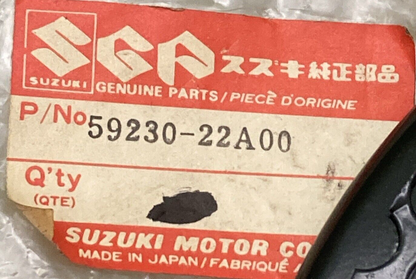 SGP スズキ純正部品
SUZUKI GENUINE PARTS/PIECE D'ORIGINE
P/No 59230-22A00
Q'ty
(QTE)
SUZUKI MOTOR CO
MADE IN JAPAN/FABRIQUÉ A